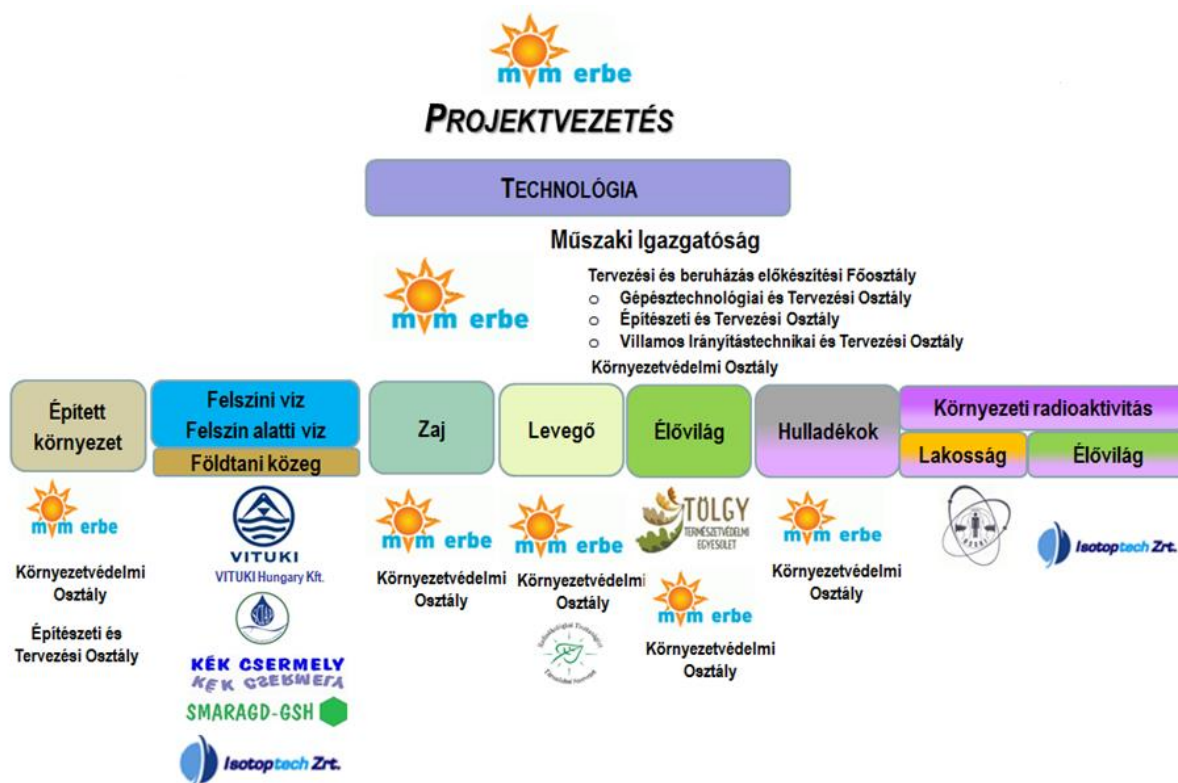 mvm erbe
PROJEKTVEZETÉS
TECHNOLÓGIA
Műszaki Igazgatóság
mvm erbe
Tervezési és beruházás előkészítési Főosztály
o Gépésztechnológiai és Tervezési Osztály
o Építészeti és Tervezési Osztály
o Villamos Irányítástechnikai és Tervezési Osztály
Környezetvédelmi Osztály
Épített
környezet
Felszíni víz
Felszín alatti víz
Földtani közeg
Zaj
Levegő
Élővilág
Hulladékok
Környezeti radioaktivitás
Lakosság
Élővilág
mvm erbe
Környezetvédelmi
Osztály
Építészeti és
Tervezési Osztály
VITUKI
VITUKI Hungary Kft.
KÉK CSERMELY
KÉK CSERMELY
SMARAGD-GSH
Isotoptech Zrt.
mvm erbe
Környezetvédelmi
Osztály
mvm erbe
Környezetvédelmi
Osztály
TÖLGY
TERMÉSZETVÉDELMI
EGYESÜLET
mvm erbe
Környezetvédelmi
Osztály
mvm erbe
Környezetvédelmi
Osztály
Isotoptech Zrt.